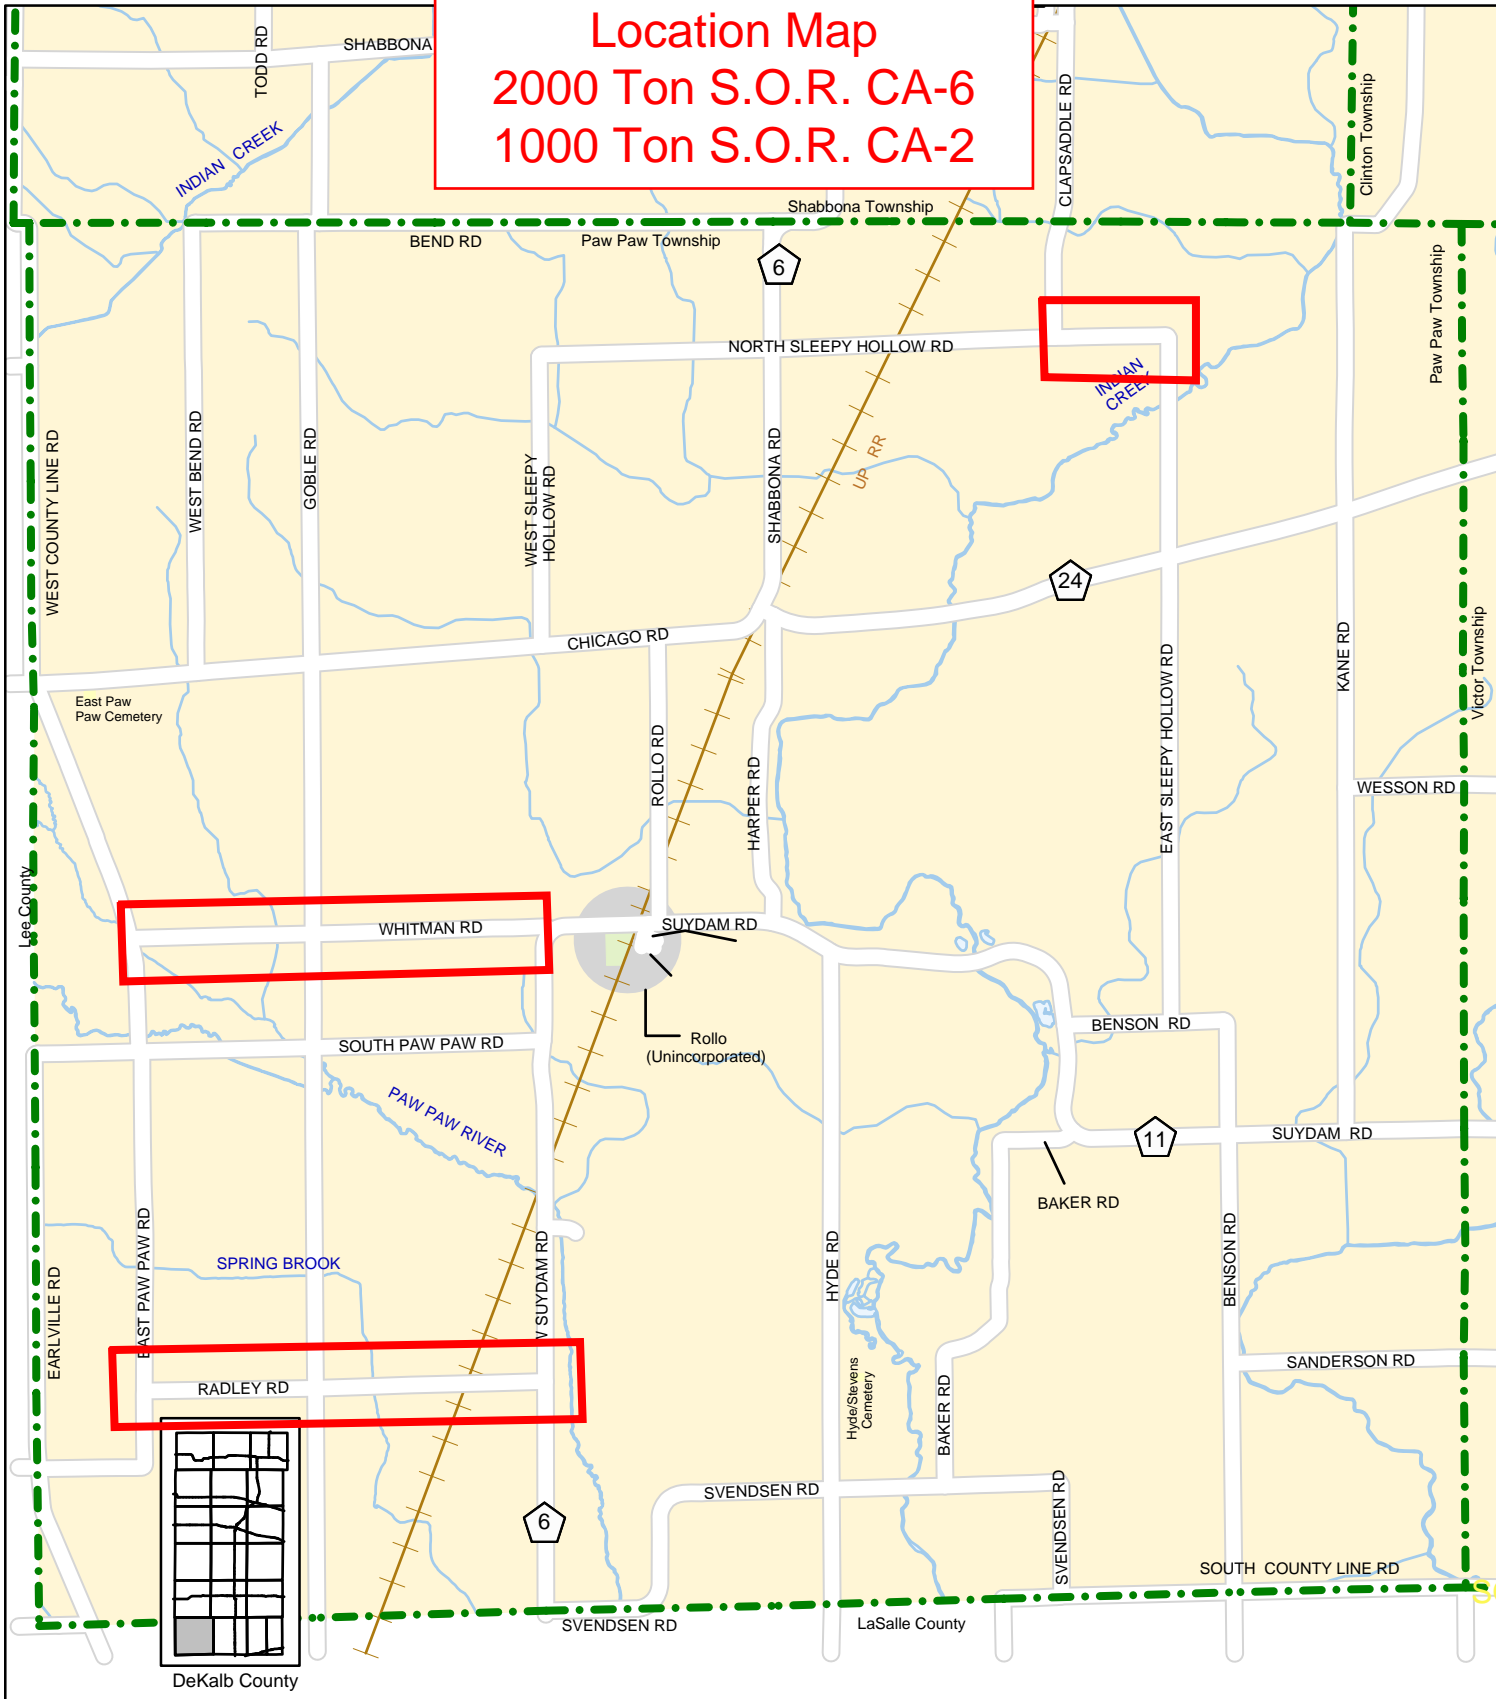 Location Map
2000 Ton S.O.R. CA-6
1000 Ton S.O.R. CA-2
SHABBONA
TODD RD
INDIAN CREEK
CLAPSADDLE RD
Clinton Township
Shabbona Township
BEND RD
Paw Paw Township
6
Paw Paw Township
NORTH SLEEPY HOLLOW RD
INDIAN
CREEK
WEST COUNTY LINE RD
WEST BEND RD
GOBLE RD
WEST SLEEPY
HOLLOW RD
SHABBONA RD
UP RR
24
CHICAGO RD
KANE RD
Victor Township
East Paw
Paw Cemetery
ROLLO RD
HARPER RD
EAST SLEEPY HOLLOW RD
WESSON RD
Lee County
WHITMAN RD
SUYDAM RD
Rollo
(Unincorporated)
BENSON RD
SOUTH PAW PAW RD
PAW PAW RIVER
11
SUYDAM RD
BAKER RD
SPRING BROOK
EARLVILLE RD
EAST PAW PAW RD
W SUYDAM RD
HYDE RD
BENSON RD
SANDERSON RD
RADLEY RD
Hyde/Stevens
Cemetery
BAKER RD
SVENDSEN RD
SVENDSEN RD
6
SOUTH COUNTY LINE RD
SVENDSEN RD
LaSalle County
DeKalb County